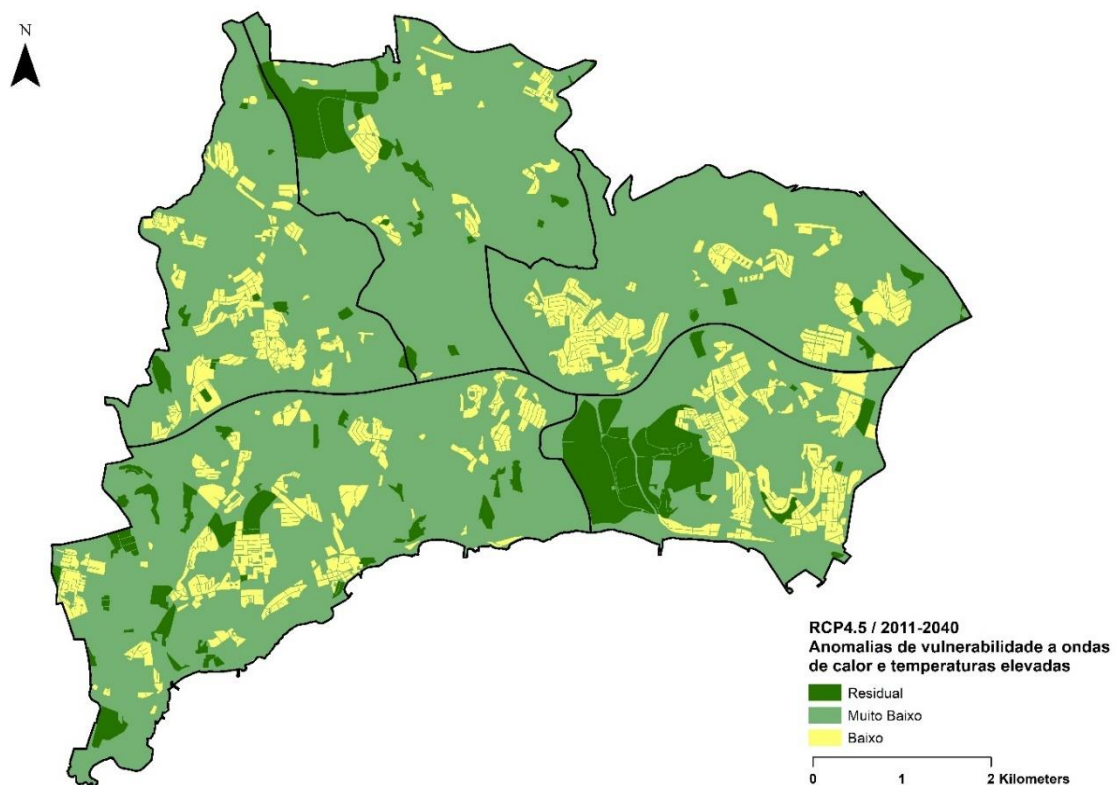 N
RCP4.5 / 2011-2040
Anomalias de vulnerabilidade a ondas
de calor e temperaturas elevadas
Residual
Muito Baixo
Baixo
0 1 2 Kilometers